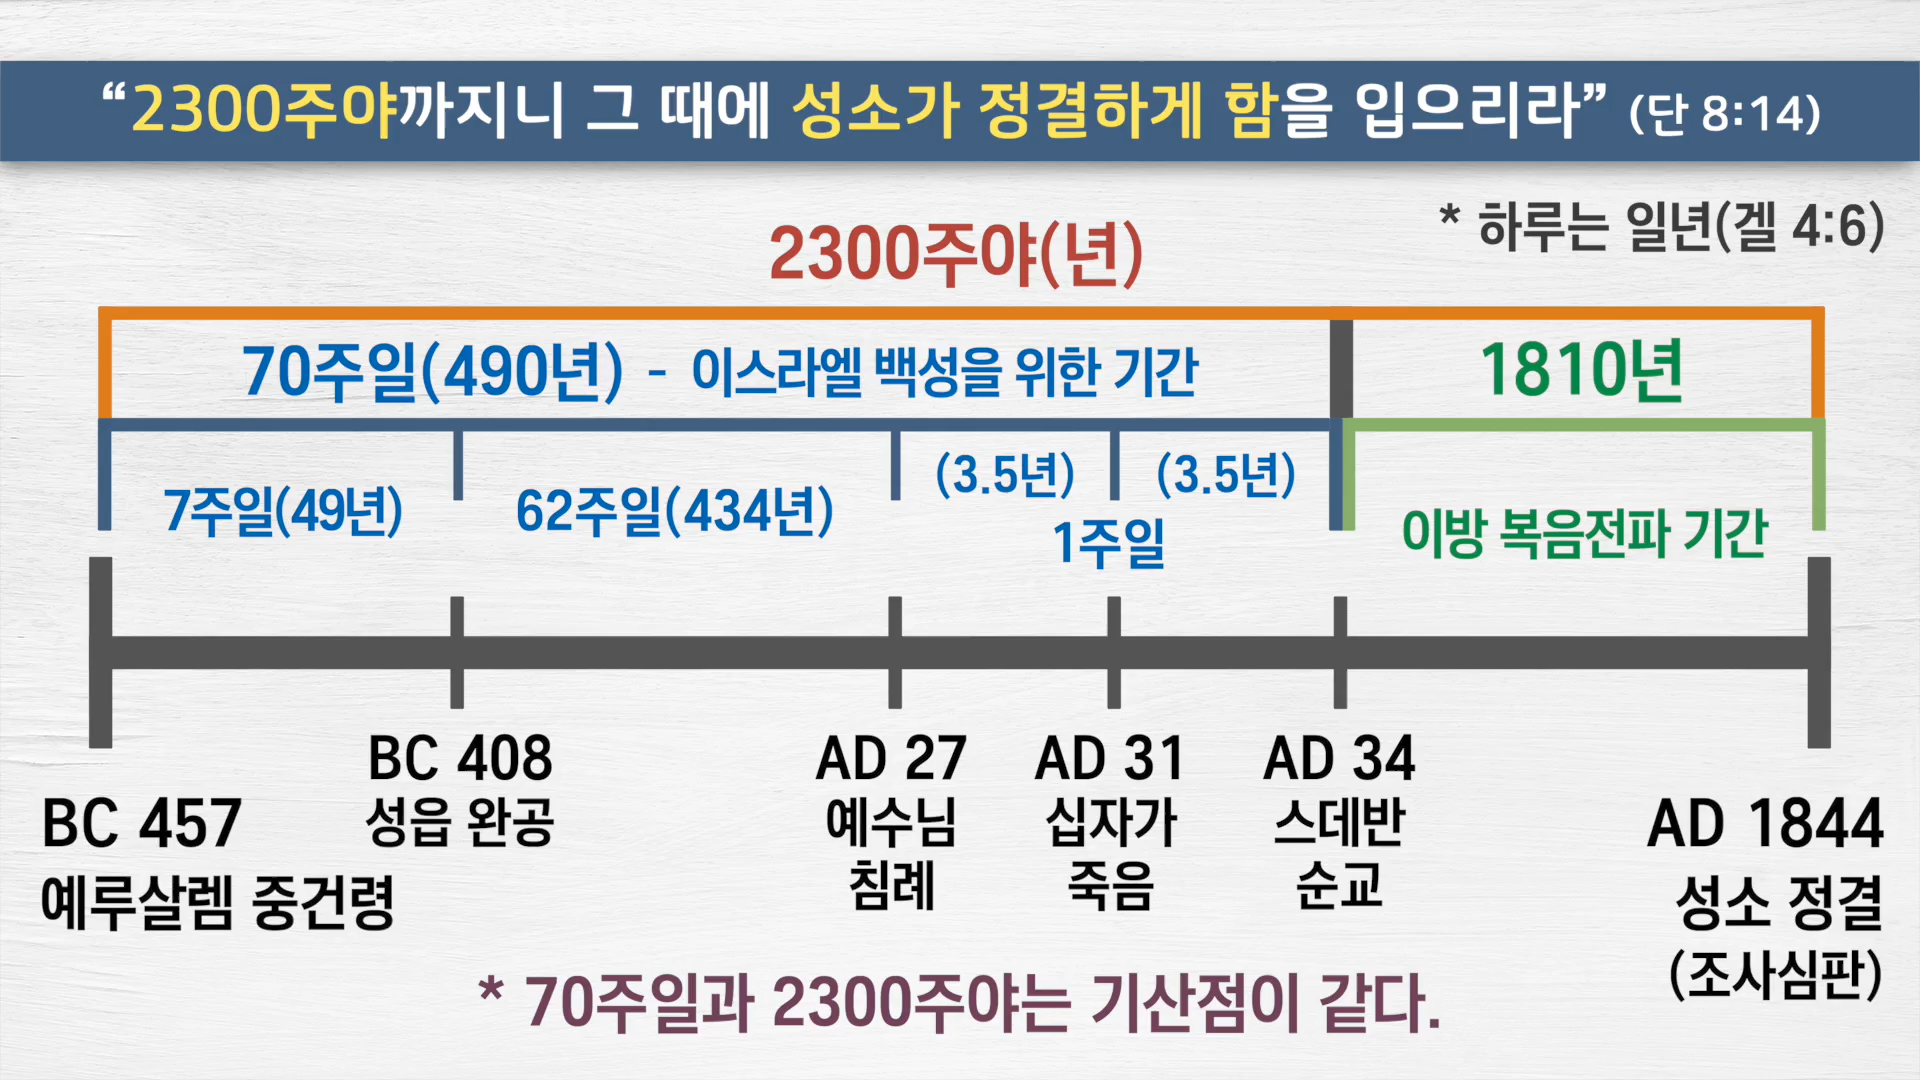 “2300주야까지니 그 때에 성소가 정결하게 함을 입으리라” (단 8:14)
* 하루는 일년(겔 4:6)
2300주야(년)
70주일(490년) - 이스라엘 백성을 위한 기간
1810년
7주일(49년)
62주일(434년)
(3.5년)
(3.5년)
1주일
이방 복음전파 기간
BC 457
예루살렘 중건령
BC 408
성읍 완공
AD 27
예수님
침례
AD 31
십자가
죽음
AD 34
스데반
순교
AD 1844
성소 정결
(조사심판)
* 70주일과 2300주야는 기산점이 같다.